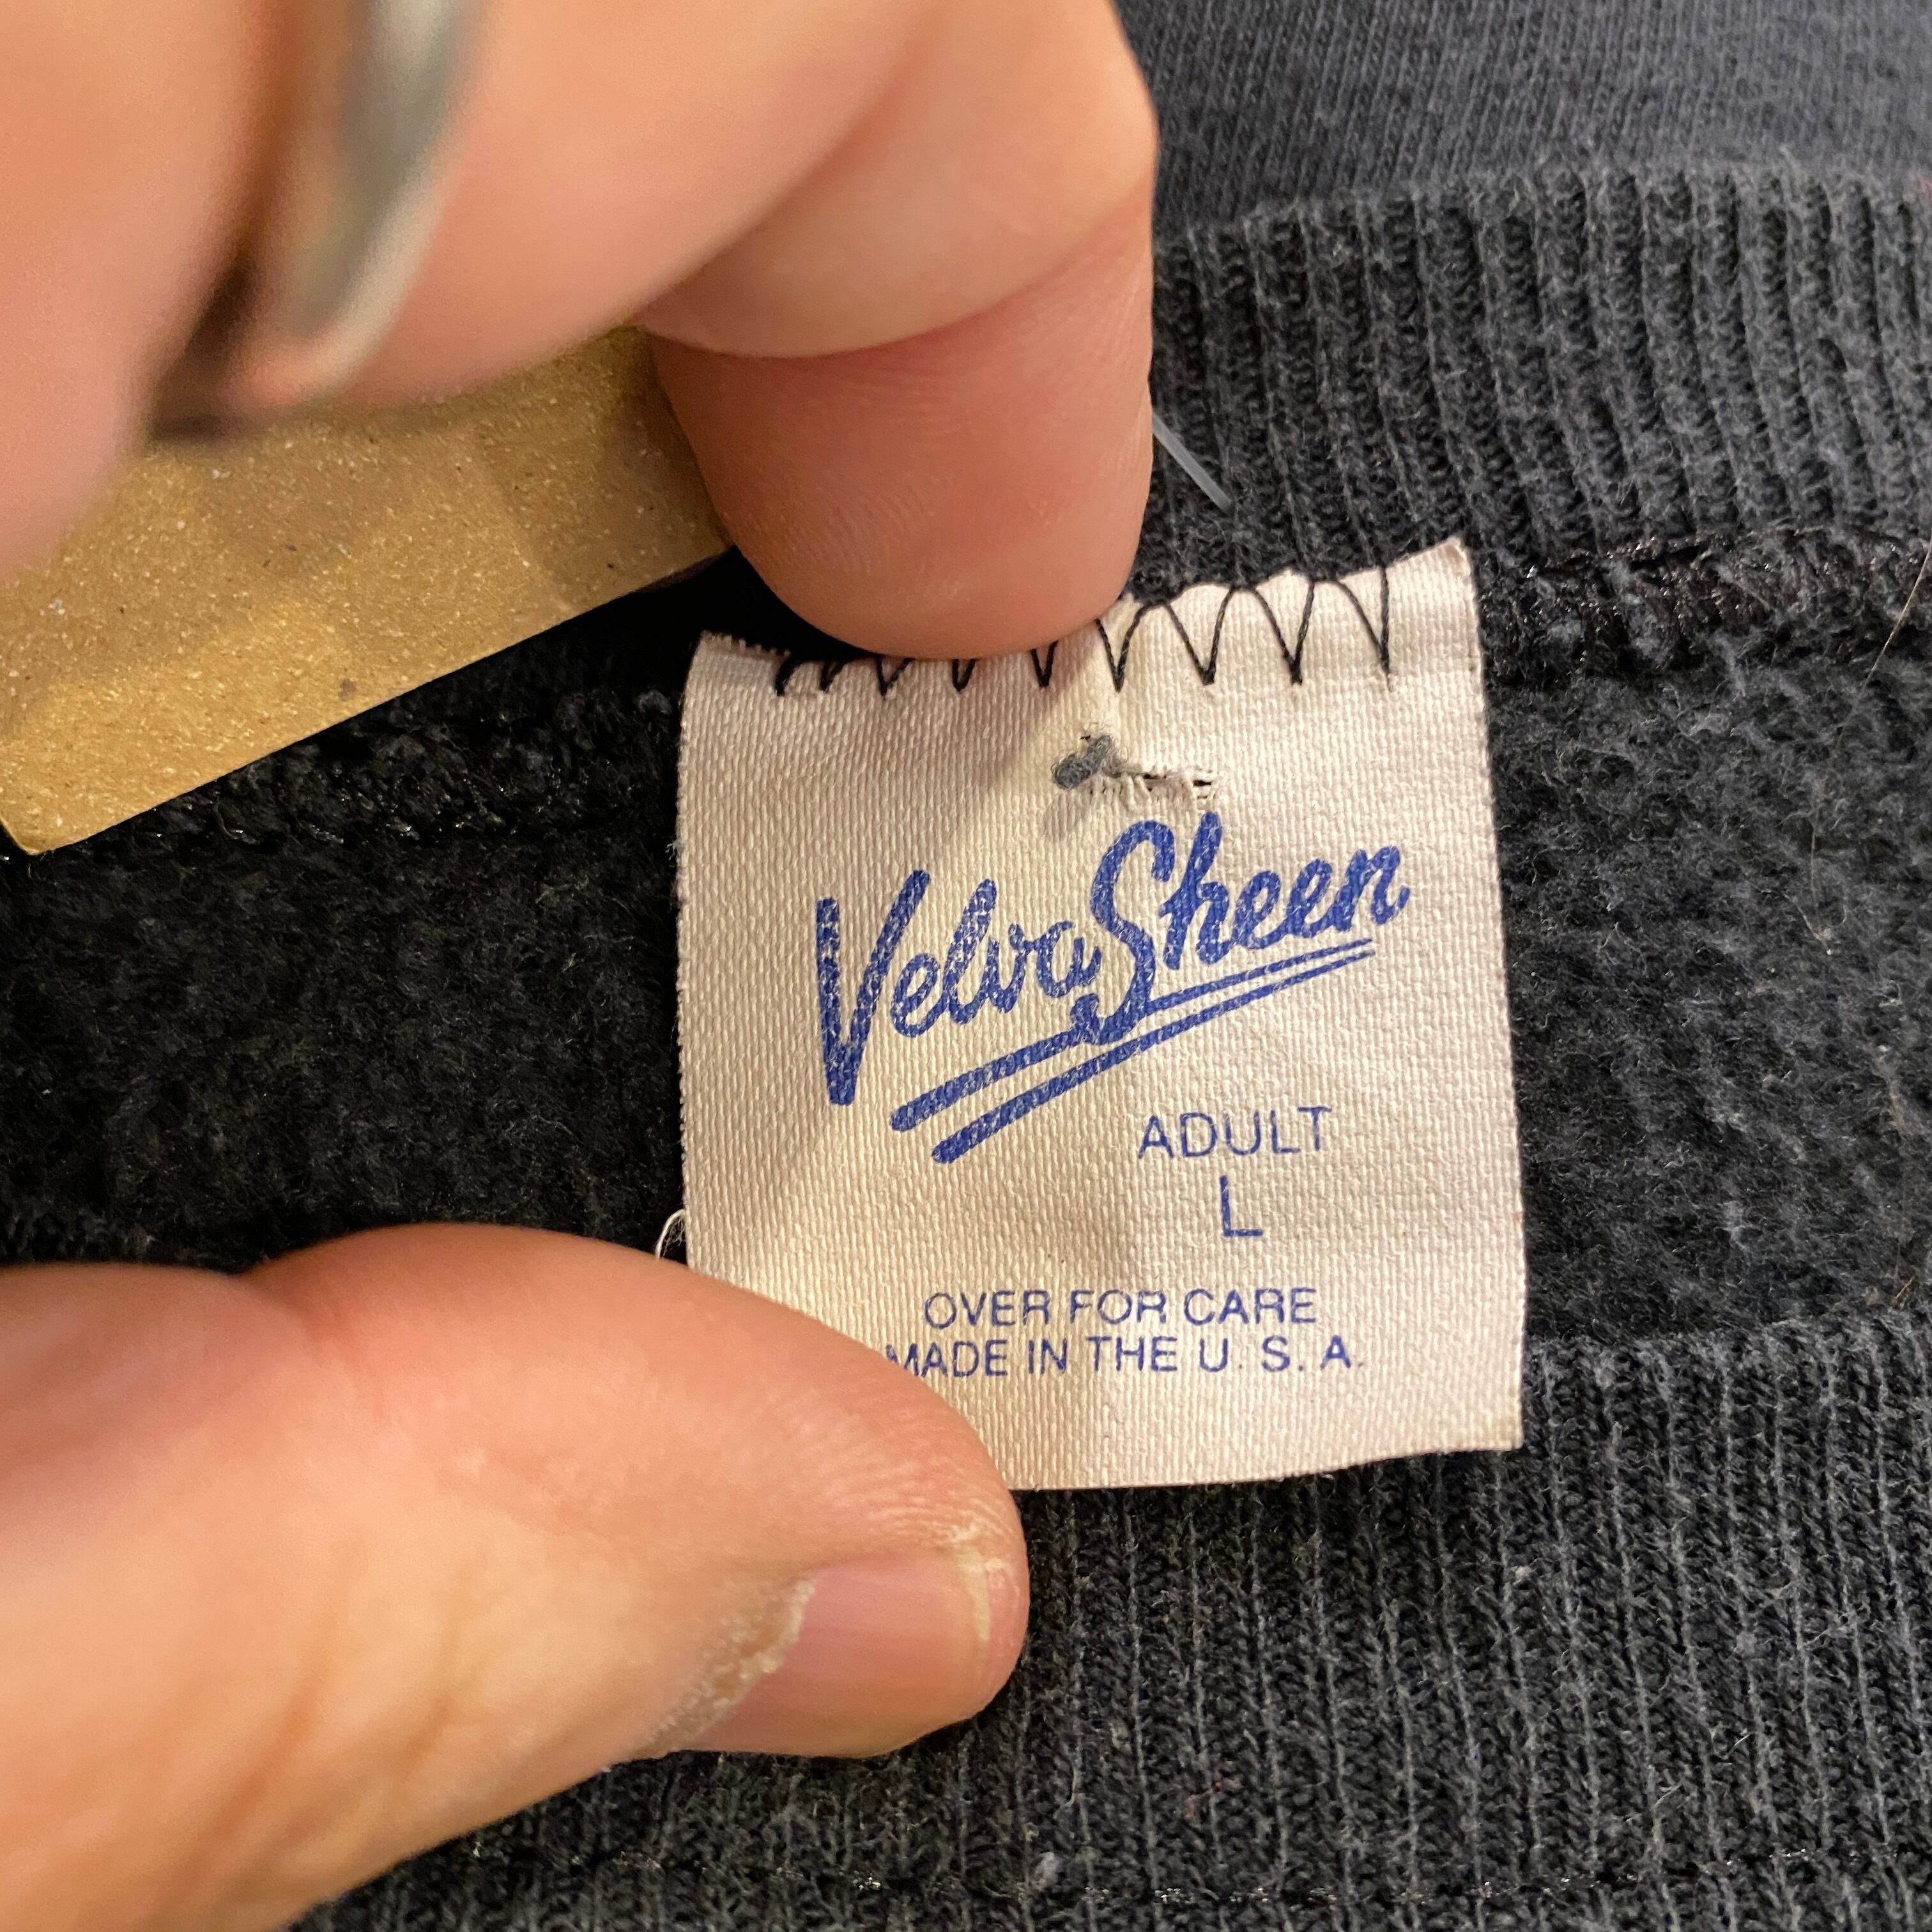 VelvaSheen
ADULT
L
OVER FOR CARE
MADE IN THE U. S. A.